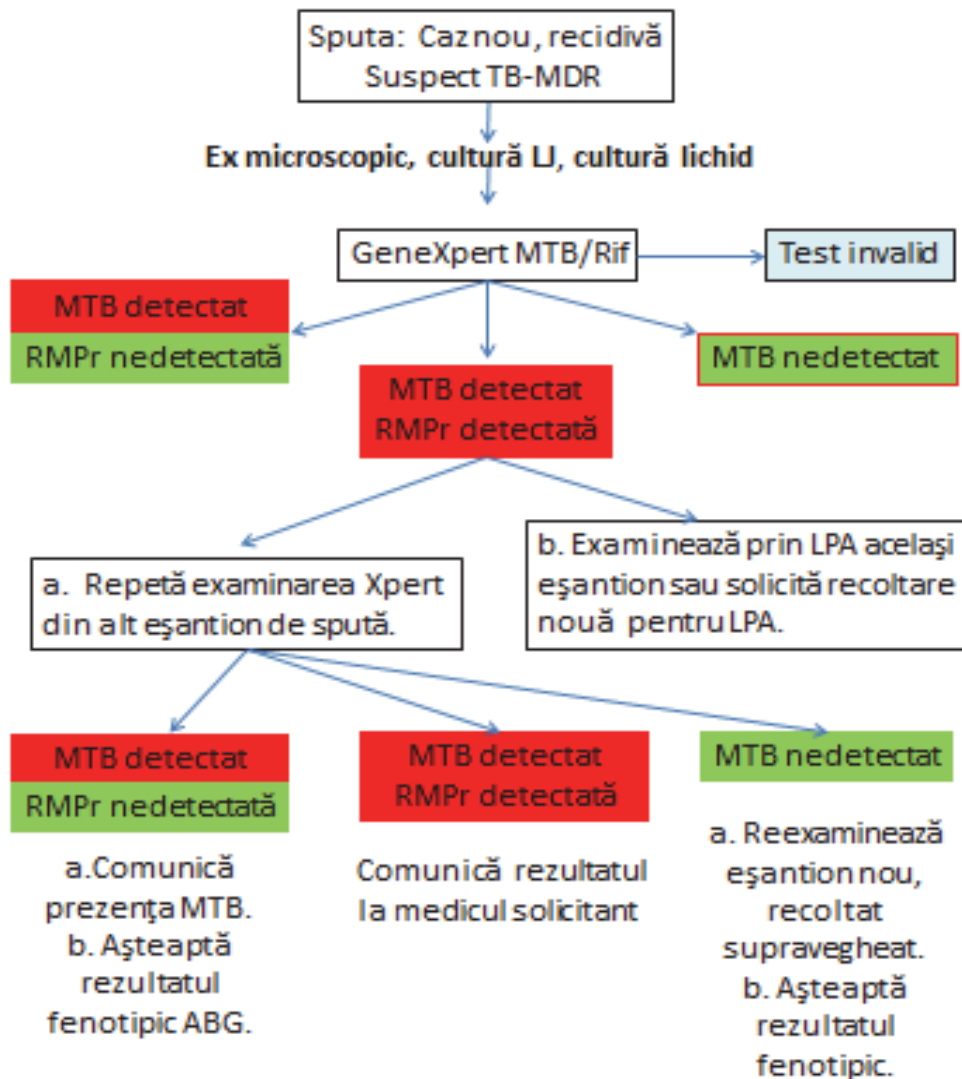 Sputa: Caz nou, recidivă
Suspect TB-MDR
Ex microscopic, cultură LJ, cultură lichid
GeneXpert MTB/Rif
Test invalid
MTB detectat
RMPr nedetectată
MTB detectat
RMPr detectată
MTB nedetectat
a. Repetă examinarea Xpert
din alt eşantion de spută.
b. Examinează prin LPA acelaşi
eşantion sau solicită recoltare
nouă pentru LPA.
MTB detectat
RMPr nedetectată
a.Comunică
prezenţa MTB.
b. Aşteaptă
rezultatul
fenotipic ABG.
MTB detectat
RMPr detectată
Comunică rezultatul
la medicul solicitant
MTB nedetectat
a. Reexaminează
eşantion nou,
recoltat
supravegheat.
b. Aşteaptă
rezultatul
fenotipic.